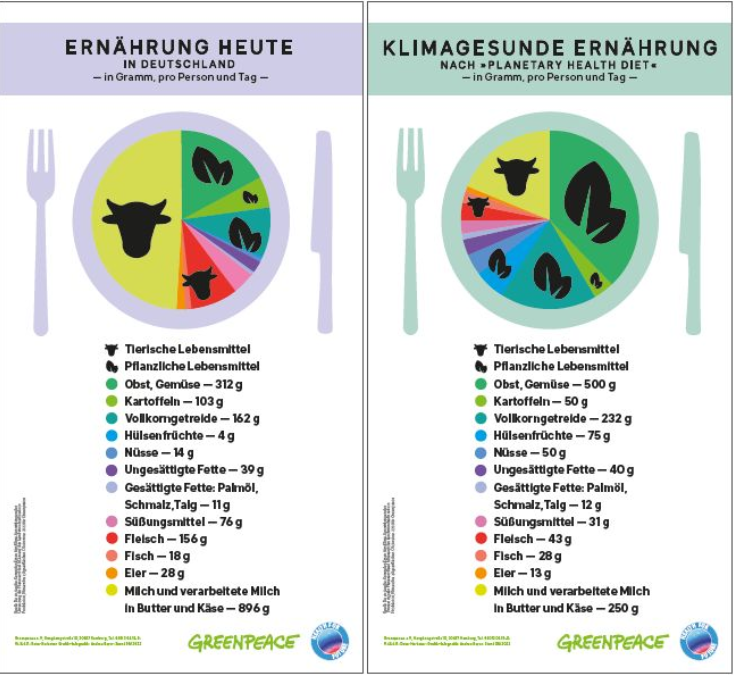 ERNÄHRUNG HEUTE
IN DEUTSCHLAND
— in Gramm, pro Person und Tag —
Tierische Lebensmittel
Pflanzliche Lebensmittel
Obst, Gemüse — 312 g
Kartoffeln — 103 g
Vollkorngetreide — 162 g
Hülsenfrüchte — 4 g
Nüsse — 14 g
Ungesättigte Fette — 39 g
Gesättigte Fette: Palmöl,
Schmalz,Talg — 11 g
Süßungsmittel — 76 g
Fleisch — 156 g
Fisch — 18 g
Eier — 28 g
Milch und verarbeitete Milch
in Butter und Käse — 896 g
GREENPEACE
KLIMAGESUNDE ERNÄHRUNG
NACH »PLANETARY HEALTH DIET«
— in Gramm, pro Person und Tag —
Tierische Lebensmittel
Pflanzliche Lebensmittel
Obst, Gemüse — 500 g
Kartoffeln — 50 g
Vollkorngetreide — 232 g
Hülsenfrüchte — 75 g
Nüsse — 50 g
Ungesättigte Fette — 40 g
Gesättigte Fette: Palmöl,
Schmalz,Talg — 12 g
Süßungsmittel — 31 g
Fleisch — 43 g
Fisch — 28 g
Eier — 13 g
Milch und verarbeitete Milch
in Butter und Käse — 250 g
GREENPEACE